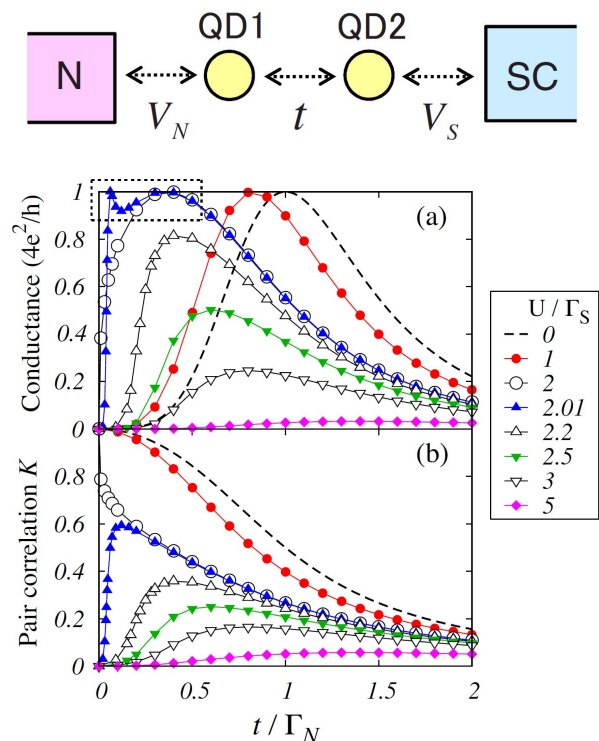 QD1 QD2
N SC
V_N t V_S
(a)
Conductance (4e²/h)
1
0.8
0.6
0.4
0.2
0
(b)
Pair correlation K
0.8
0.6
0.4
0.2
0
0 0.5 1 1.5 2
t / Γ_N
U / Γ_S
0
1
2
2.01
2.2
2.5
3
5